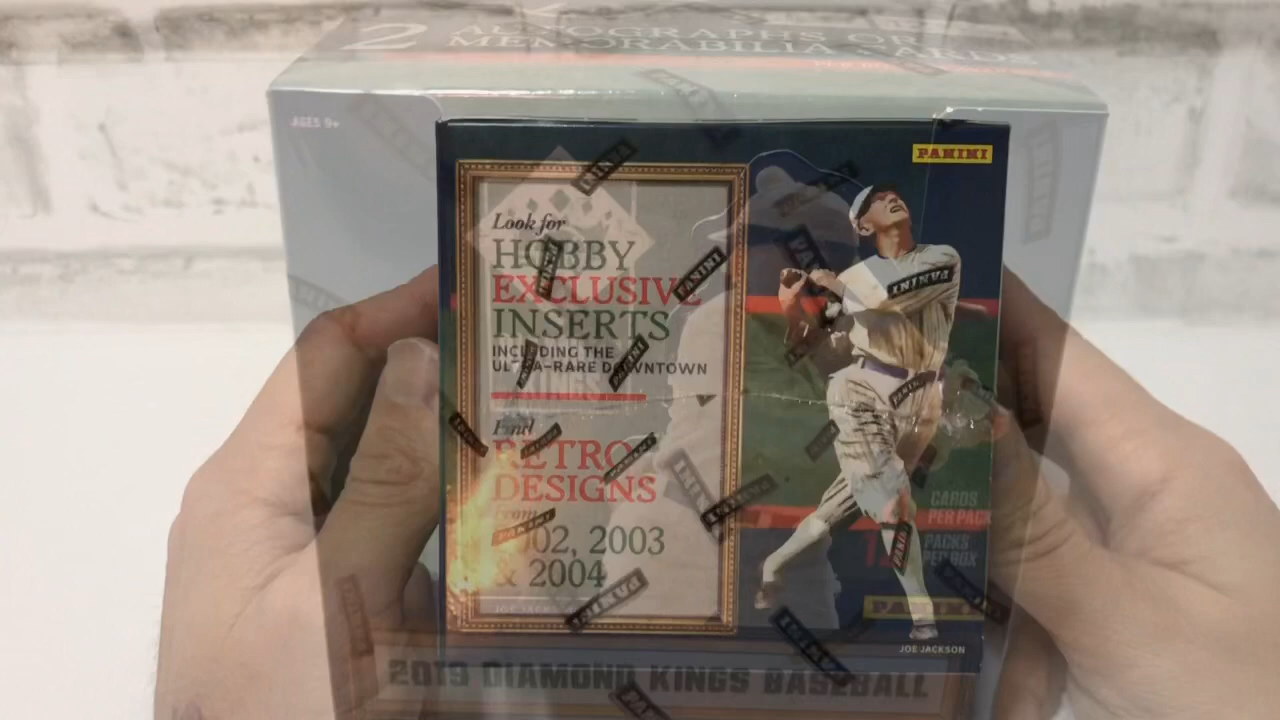 2 AUTOGRAPHS OR
MEMORABILIA CARDS
AGES 9+
PANINI
Look for
HOBBY
EXCLUSIVE
INSERTS
INCLUDING THE
ULTRA-RARE DOWNTOWN
Find
RETRO
DESIGNS
from
2002, 2003
& 2004
CARDS
PER PACK
PACKS
PER BOX
PANINI
JOE JACKSON
2019 DIAMOND KINGS BASEBALL